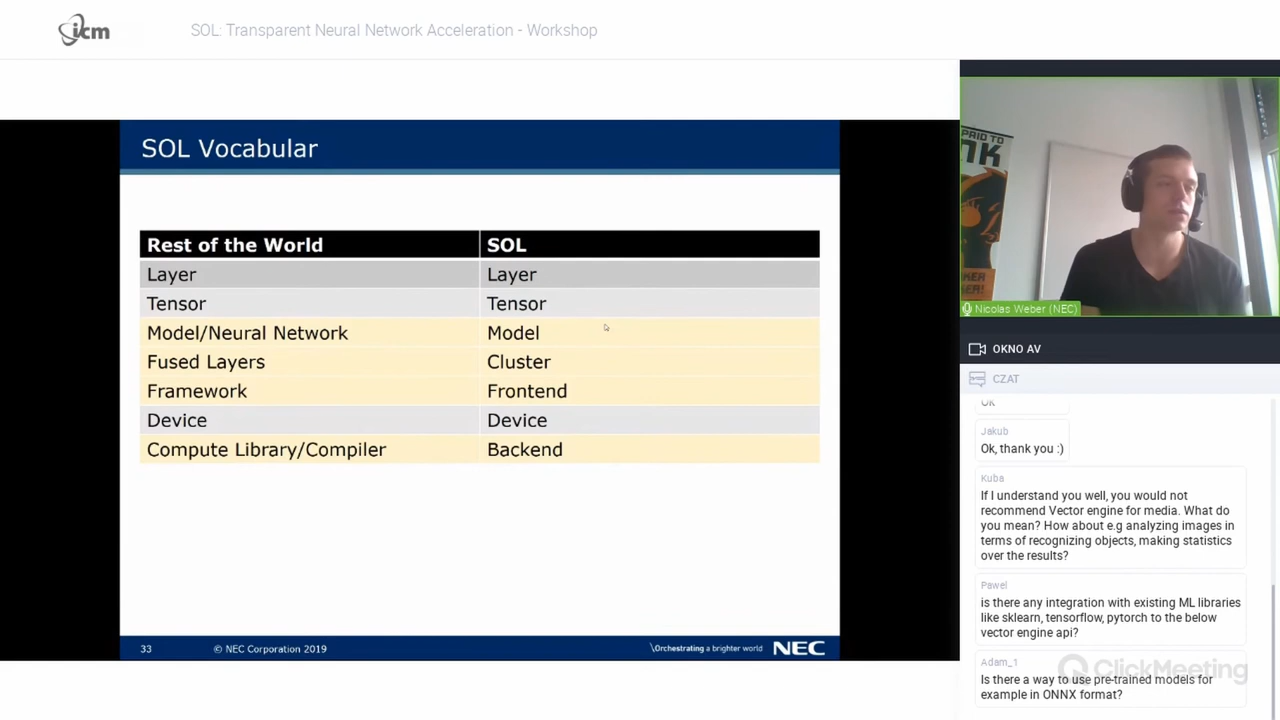 icm
SOL: Transparent Neural Network Acceleration - Workshop
SOL Vocabular
Rest of the World SOL
Layer Layer
Tensor Tensor
Model/Neural Network Model
Fused Layers Cluster
Framework Frontend
Device Device
Compute Library/Compiler Backend
33 © NEC Corporation 2019 \Orchestrating a brighter world NEC
PAID TO
Nicolas Weber (NEC)
OKNO AV
CZAT
Ok
Jakub
Ok, thank you :)
Kuba
If I understand you well, you would not
recommend Vector engine for media. What do
you mean? How about e.g analyzing images in
terms of recognizing objects, making statistics
over the results?
Pawel
is there any integration with existing ML libraries
like sklearn, tensorflow, pytorch to the below
vector engine api?
Adam_1
Is there a way to use pre-trained models for
example in ONNX format?
ClickMeeting